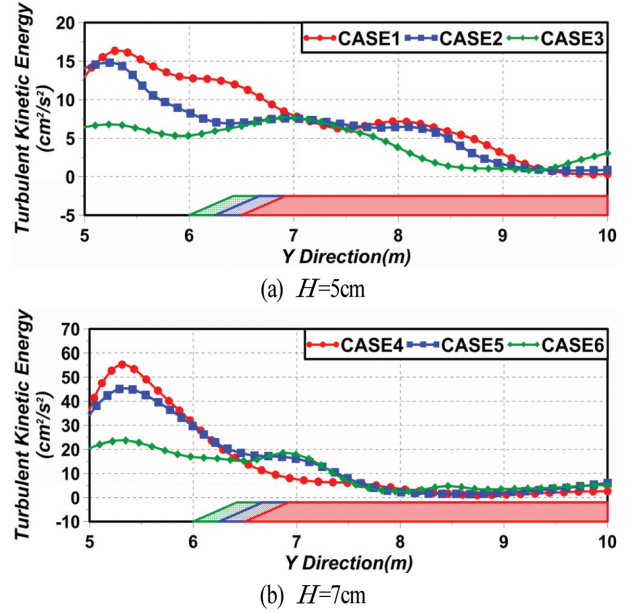 20
15
10
5
0
-5
Turbulent Kinetic Energy
(cm²/s²)
CASE1 CASE2 CASE3
5 6 7 8 9 10
Y Direction(m)
(a) H=5cm
70
60
50
40
30
20
10
0
-10
Turbulent Kinetic Energy
(cm²/s²)
CASE4 CASE5 CASE6
5 6 7 8 9 10
Y Direction(m)
(b) H=7cm